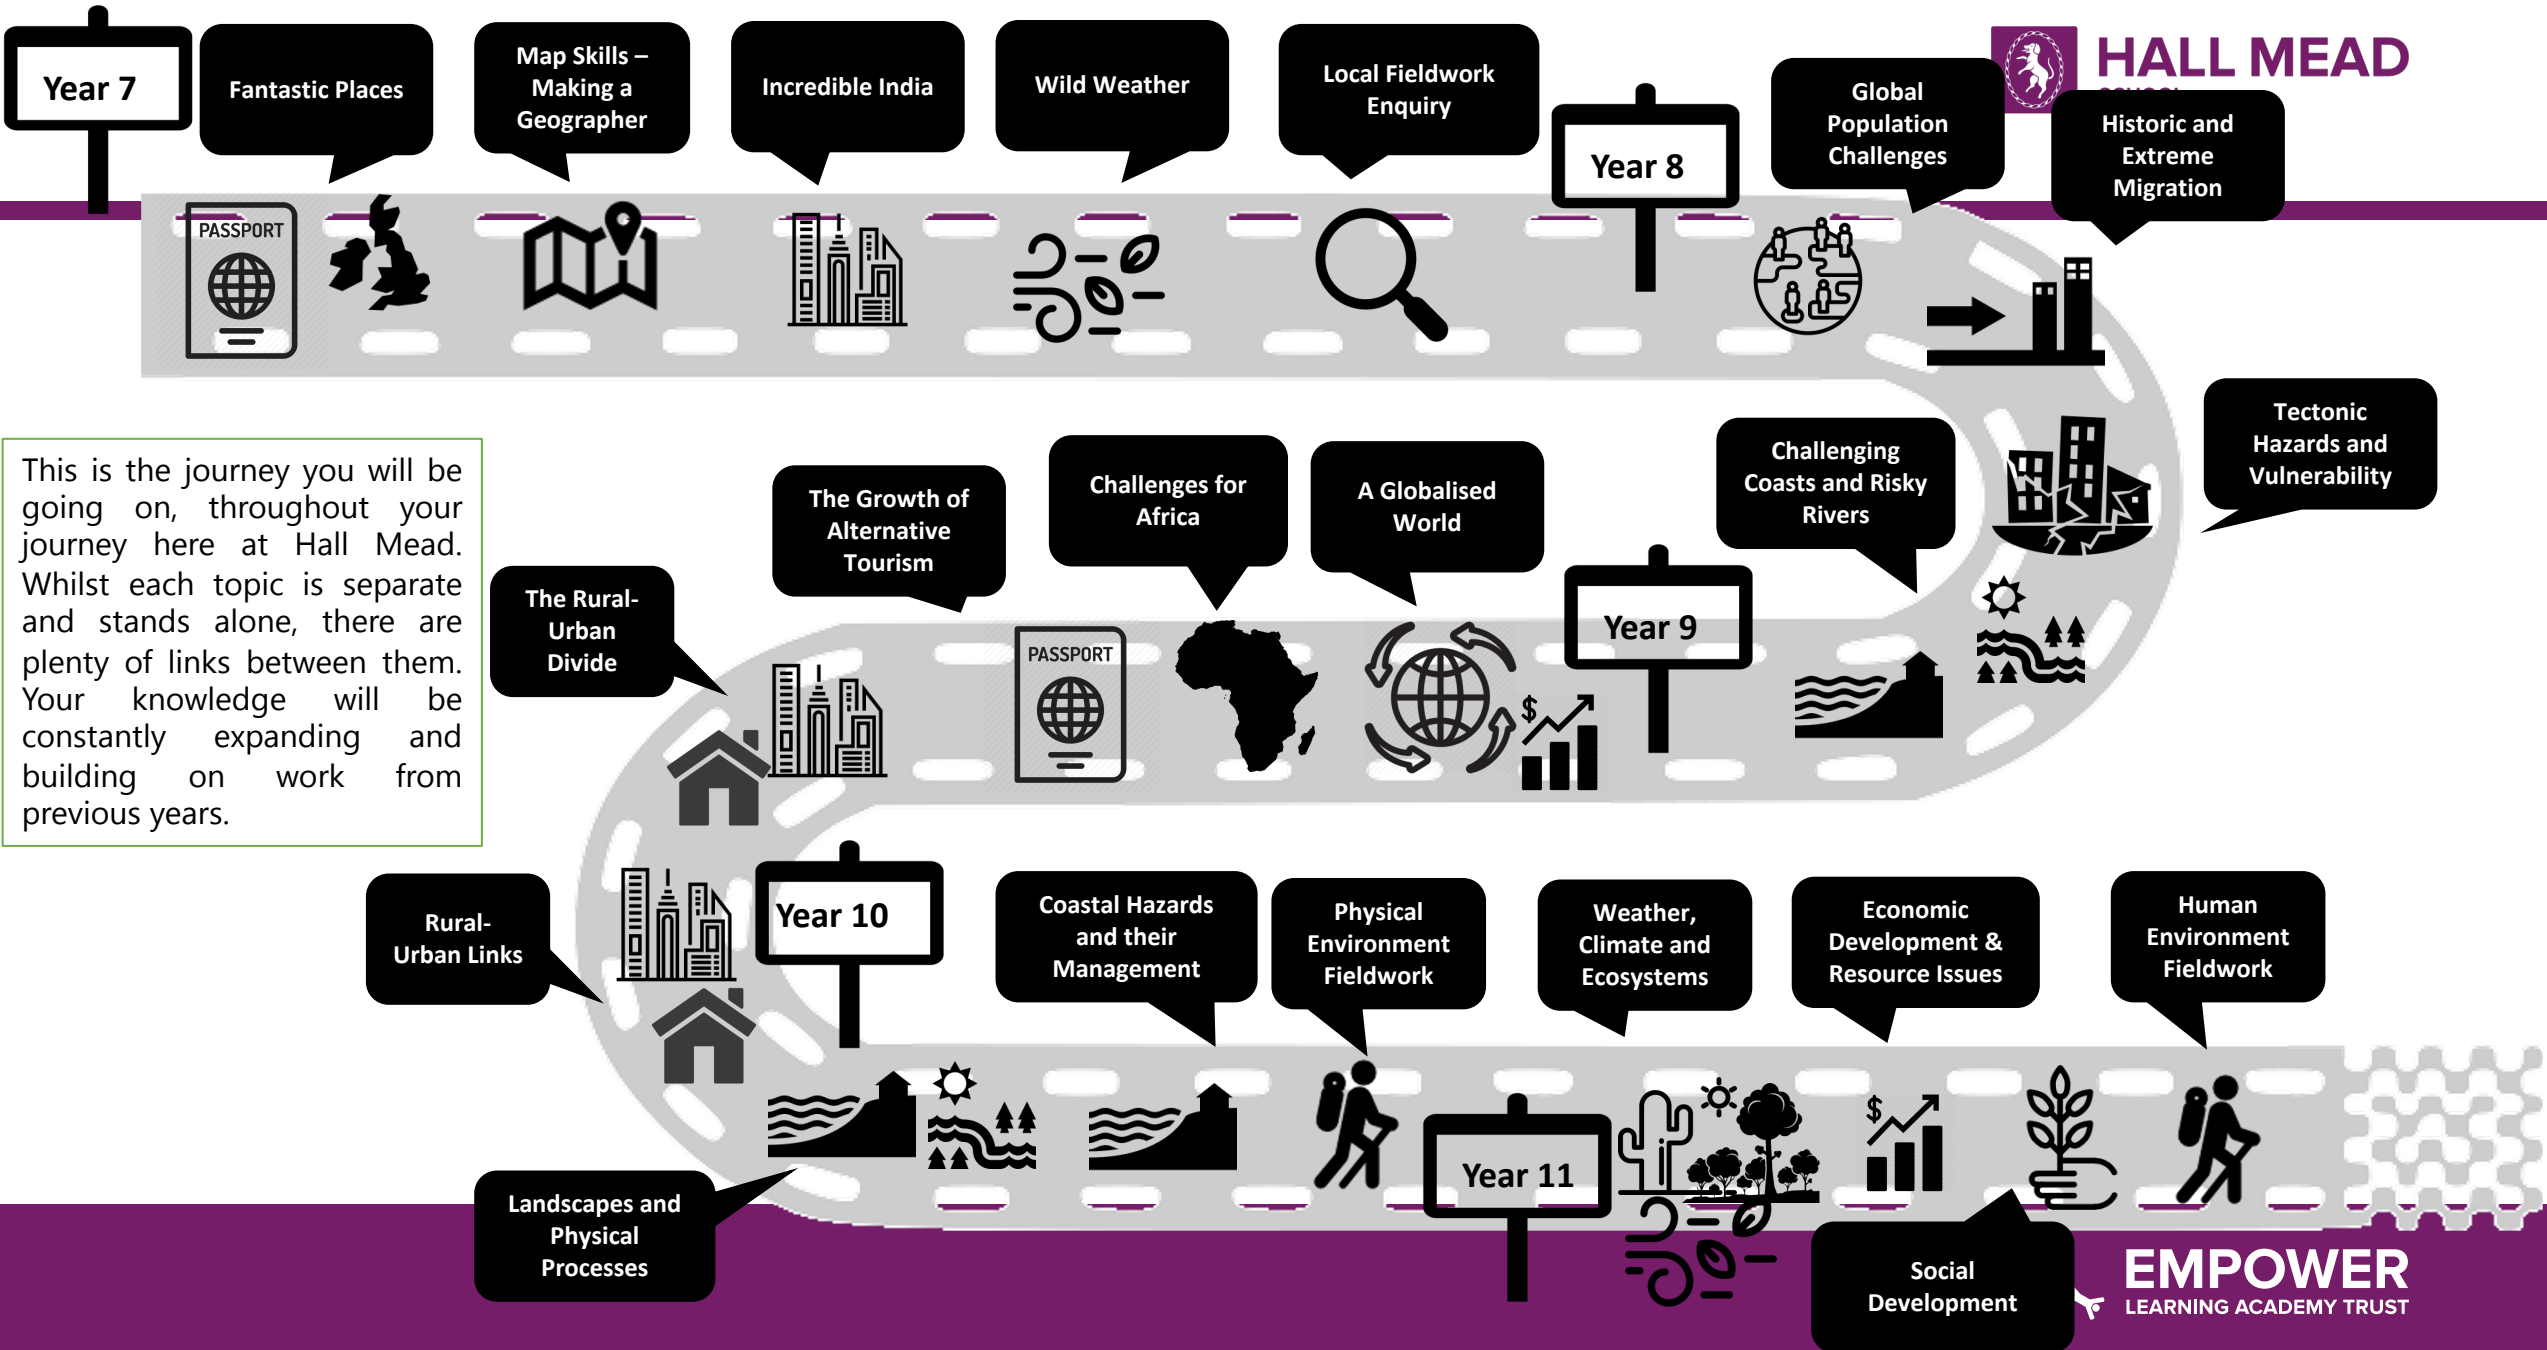 Year 7
Fantastic Places
Map Skills –
Making a
Geographer
Incredible India
Wild Weather
Local Fieldwork
Enquiry
Year 8
Global
Population
Challenges
HALL MEAD
Historic and
Extreme
Migration
PASSPORT
Tectonic
Hazards and
Vulnerability
Challenging
Coasts and Risky
Rivers
Year 9
A Globalised
World
Challenges for
Africa
The Growth of
Alternative
Tourism
The Rural-
Urban
Divide
PASSPORT
$
This is the journey you will be
going on, throughout your
journey here at Hall Mead.
Whilst each topic is separate
and stands alone, there are
plenty of links between them.
Your knowledge will be
constantly expanding and
building on work from
previous years.
Rural-
Urban Links
Year 10
Landscapes and
Physical
Processes
Coastal Hazards
and their
Management
Physical
Environment
Fieldwork
Year 11
Weather,
Climate and
Ecosystems
Economic
Development &
Resource Issues
$
Social
Development
Human
Environment
Fieldwork
EMPOWER
LEARNING ACADEMY TRUST